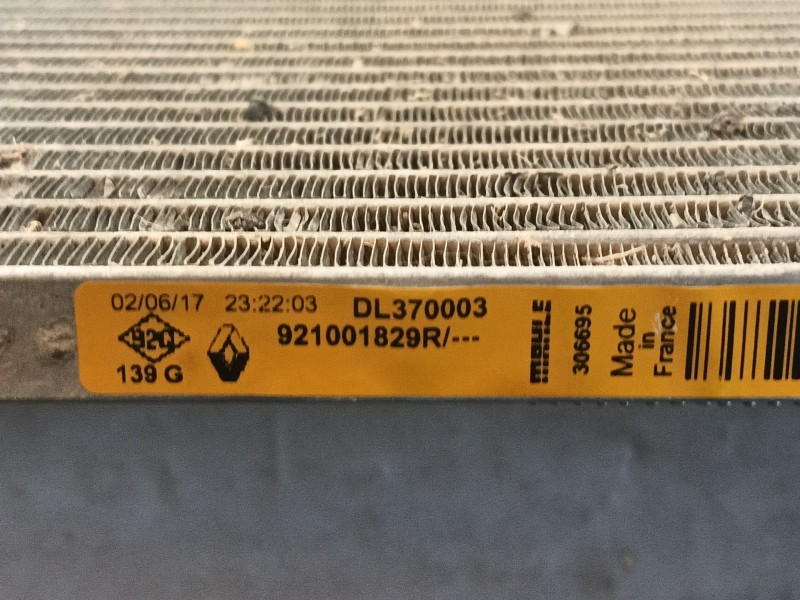 02/06/17 23:22:03 DL370003
921001829R/---
139 G
MAHLE
306695
Made
in
France